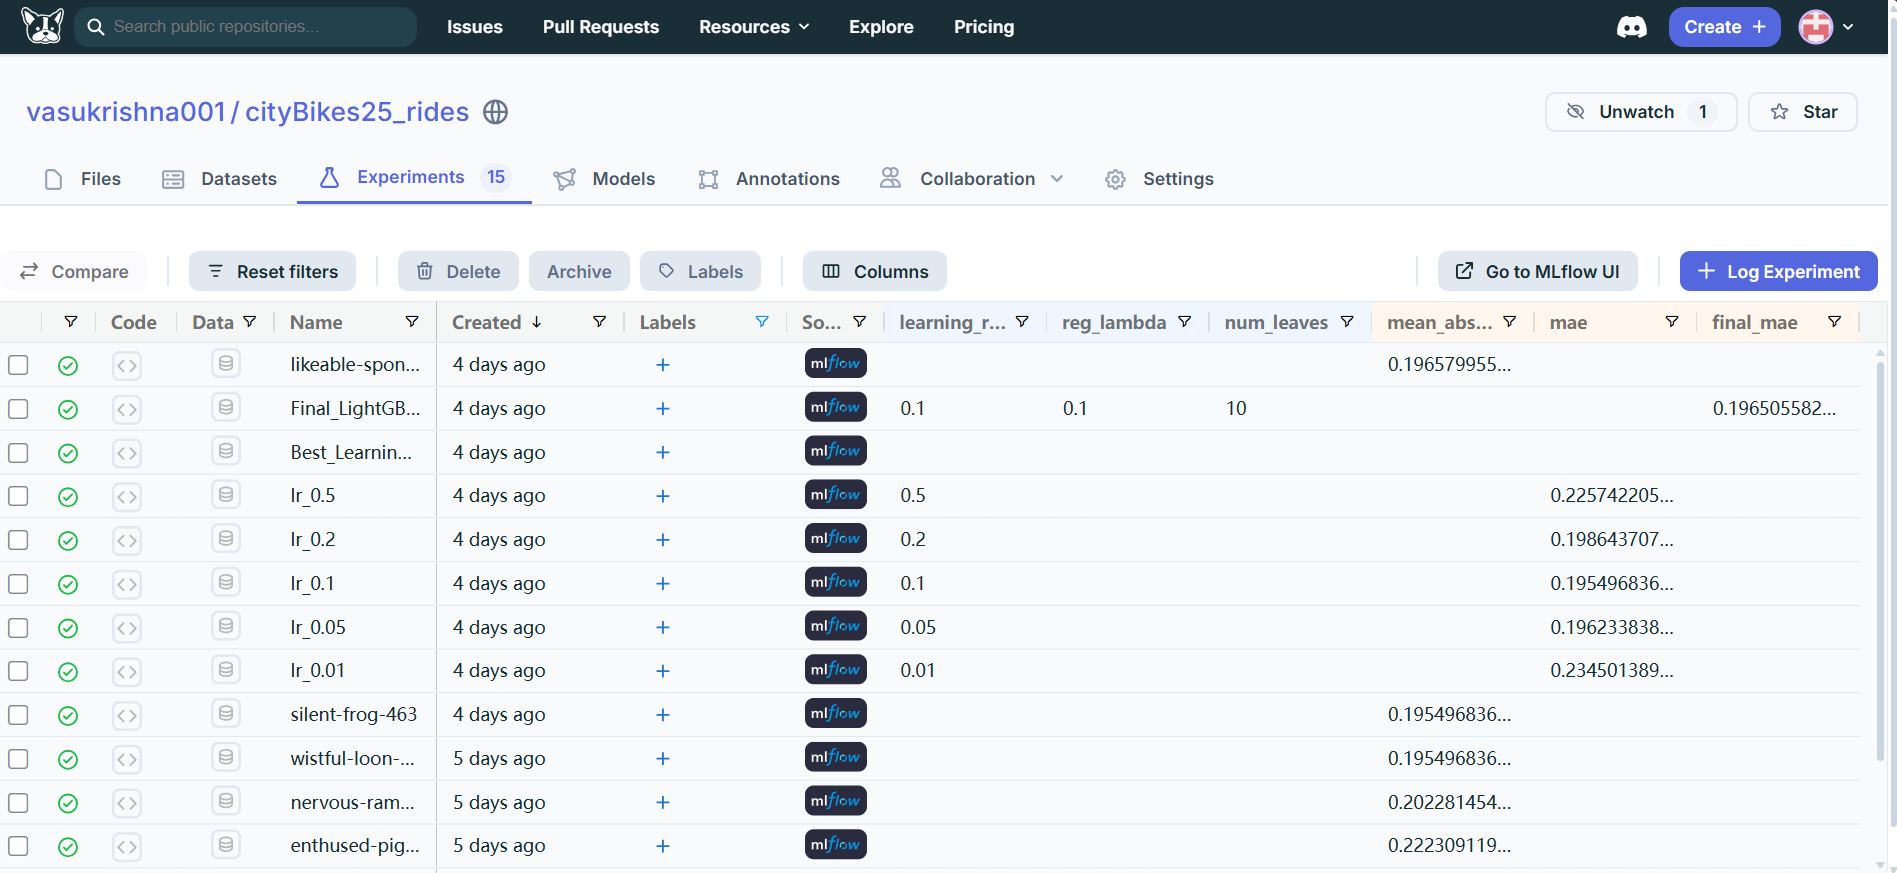 Search public repositories...
Issues
Pull Requests
Resources
Explore
Pricing
Create +
vasukrishna001 / cityBikes25_rides
Unwatch 1
Star
Files
Datasets
Experiments 15
Models
Annotations
Collaboration
Settings
Compare
Reset filters
Delete
Archive
Labels
Columns
Go to MLflow UI
+ Log Experiment
Code Data Name Created ↓ Labels So... learning_r... reg_lambda num_leaves mean_abs... mae final_mae
likeable-spon... 4 days ago + mlflow 0.196579955...
Final_LightGB... 4 days ago + mlflow 0.1 0.1 10 0.196505582...
Best_Learnin... 4 days ago + mlflow
lr_0.5 4 days ago + mlflow 0.5 0.225742205...
lr_0.2 4 days ago + mlflow 0.2 0.198643707...
lr_0.1 4 days ago + mlflow 0.1 0.195496836...
lr_0.05 4 days ago + mlflow 0.05 0.196233838...
lr_0.01 4 days ago + mlflow 0.01 0.234501389...
silent-frog-463 4 days ago + mlflow 0.195496836...
wistful-loon-... 5 days ago + mlflow 0.195496836...
nervous-ram... 5 days ago + mlflow 0.202281454...
enthused-pig... 5 days ago + mlflow 0.222309119...